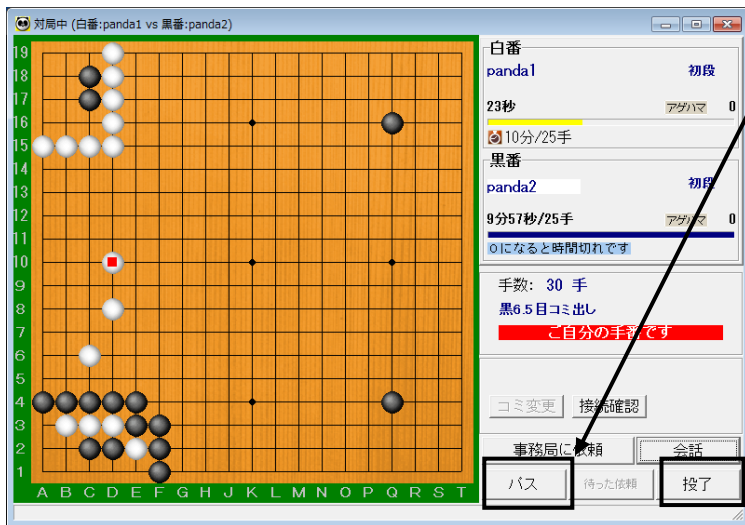 対局中 (白番:panda1 vs 黒番:panda2)
19
18
17
16
15
14
13
12
11
10
9
8
7
6
5
4
3
2
1
A B C D E F G H J K L M N O P Q R S T
白番
panda1 初段
23秒 アゲハマ 0
10分/25手
黒番
panda2 初段
9分57秒/25手 アゲハマ 0
0になると時間切れです
手数: 30 手
黒6.5目コミ出し
ご自分の手番です
コミ変更 接続確認
事務局に依頼 会話
パス 待った依頼 投了